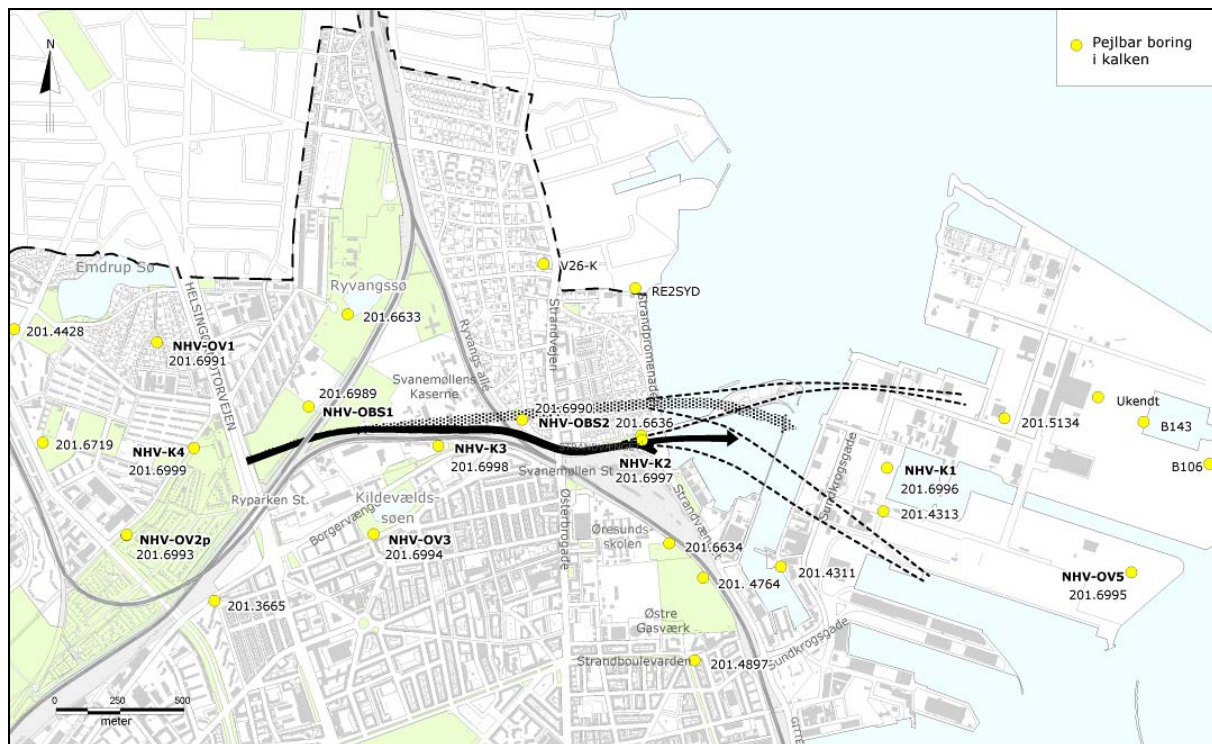 Pejlbar boring
i kalken
N
Emdrup Sø
HELSINGØRMOTORVEJEN
Ryvangssø
V26-K
RE2SYD
201.4428
201.6633
NHV-OV1
201.6991
Ryvangs allé
Strandvejen
Strandpromenade
Svanemøllens
Kaserne
201.6989
NHV-OBS1
201.6990
NHV-OBS2
201.6636
201.5134
Ukendt
B143
B106
201.6719
NHV-K4
201.6999
NHV-K3
201.6998
Svanemøllen St.
NHV-K2
201.6997
NHV-K1
201.6996
Sundkrogsgade
201.4313
Ryparken St.
Borgervænget
Kildevælds-
søen
Østerbrogade
Strandvænget
NHV-OV2p
201.6993
NHV-OV3
201.6994
Øresunds-
skolen
201.6634
201. 4764
201.4311
NHV-OV5
201.6995
201.3665
Østre
Gasværk
Sundkrogsgade
Strandboulevarden
201.4897
0 250 500
meter